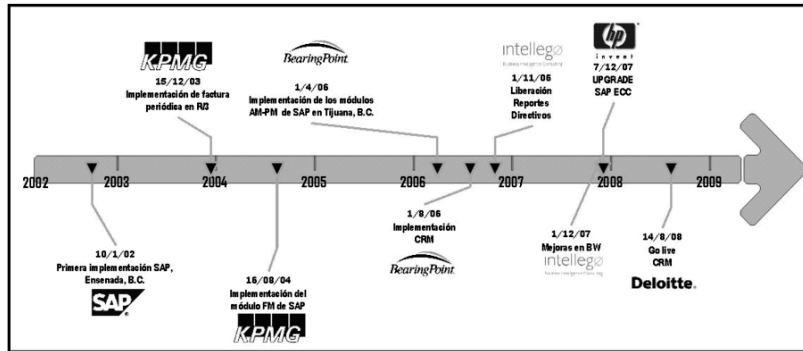 KPMG
15/12/03
Implementación de factura
periódica en R/3
BearingPoint
1/4/06
Implementación de los módulos
AM-PM de SAP en Tijuana, B.C.
intellego
1/11/06
Liberación
Reportes
Directivos
hp
invent
7/12/07
UPGRADE
SAP ECC
2002
2003
2004
2005
2006
2007
2008
2009
10/1/02
Primera implementación SAP,
Ensenada, B.C.
SAP
16/08/04
Implementación del
módulo FM de SAP
KPMG
1/8/06
Implementación
CRM
BearingPoint
1/12/07
Mejoras en BW
intellego
14/8/08
Go live
CRM
Deloitte.